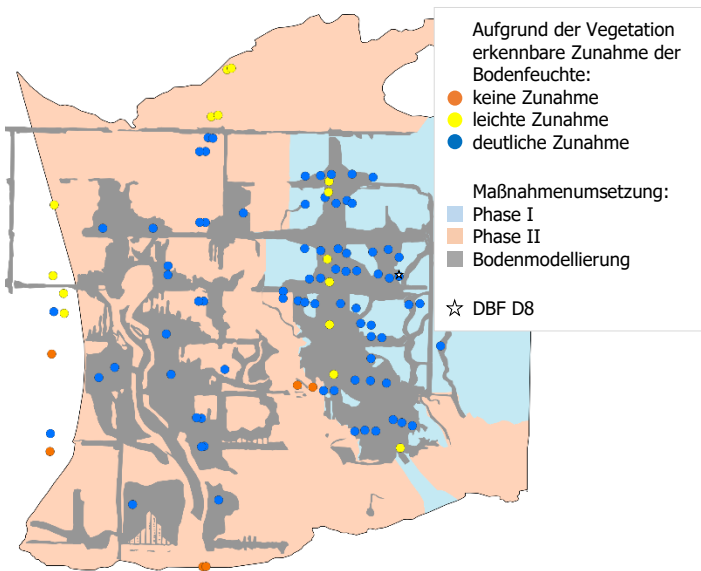 Aufgrund der Vegetation
erkennbare Zunahme der
Bodenfeuchte:
keine Zunahme
leichte Zunahme
deutliche Zunahme
Maßnahmenumsetzung:
Phase I
Phase II
Bodenmodellierung
DBF D8